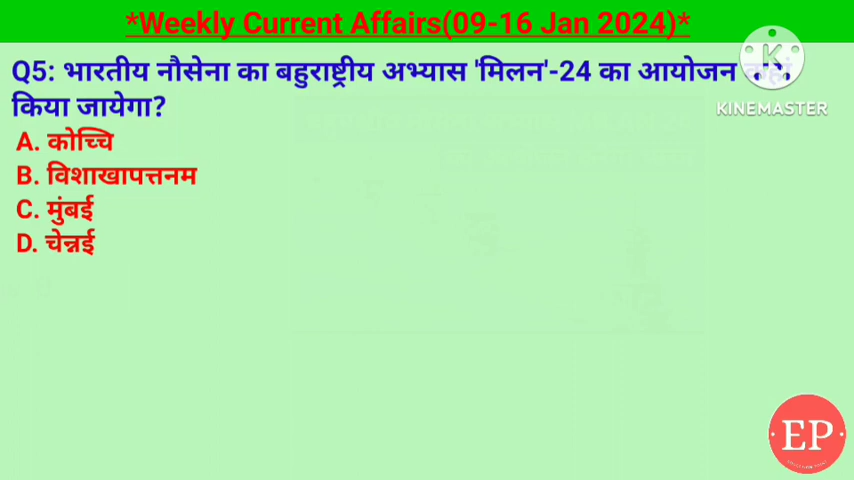 *Weekly Current Affairs(09-16 Jan 2024)*
Q5: भारतीय नौसेना का बहुराष्ट्रीय अभ्यास 'मिलन'-24 का आयोजन कहां
किया जायेगा?
KINEMASTER
A. कोच्चि
B. विशाखापत्तनम
C. मुंबई
D. चेन्नई
EP